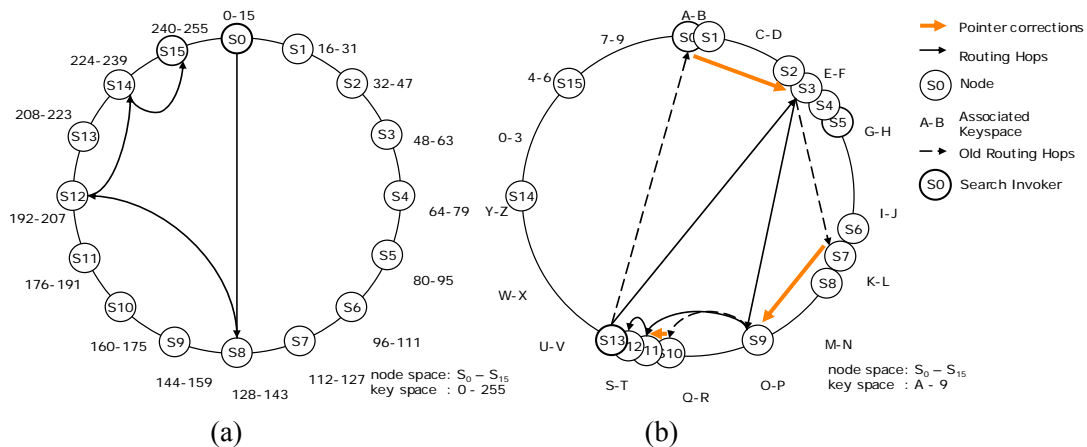 0-15
S0
240-255
S15
S1
16-31
224-239
S14
S2
32-47
208-223
S13
S3
48-63
S12
192-207
S4
64-79
S11
176-191
S5
80-95
S10
160-175
S6
96-111
S9
144-159
S8
128-143
S7
112-127
node space: S0 – S15
key space : 0-255
(a)
A-B
S0
S1
C-D
7-9
S2
E-F
S3
S4
S5
G-H
4-6
S15
0-3
S14
Y-Z
I-J
S6
S7
K-L
S8
W-X
S13
12
11
S10
S9
M-N
U-V
S-T
Q-R
O-P
node space: S0 – S15
key space : A - 9
(b)
Pointer corrections
Routing Hops
S0
Node
A-B
Associated
Keyspace
Old Routing Hops
S0
Search Invoker